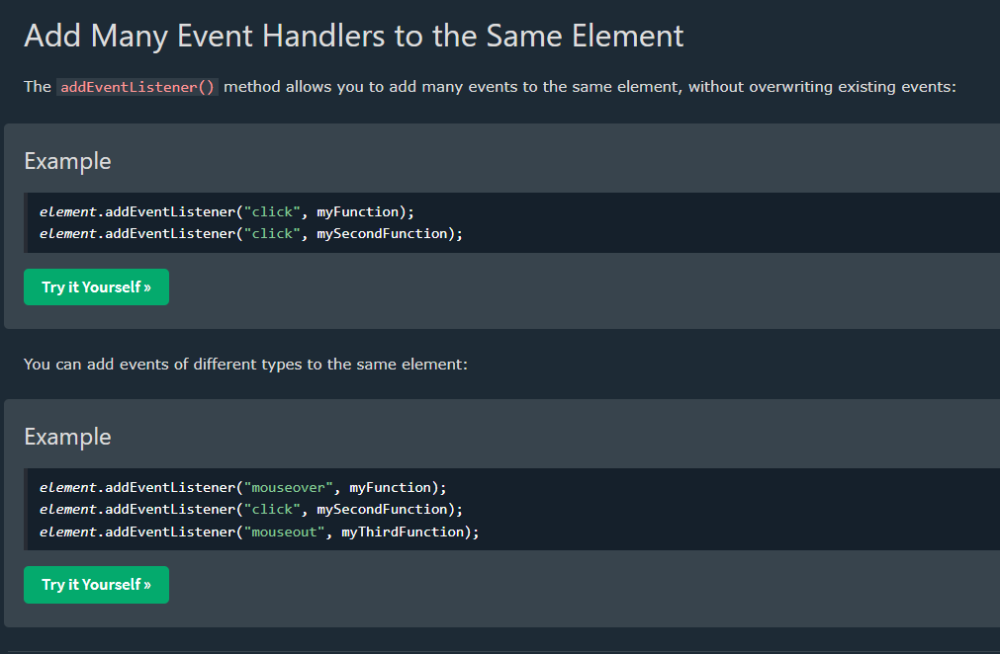 Add Many Event Handlers to the Same Element
The addEventListener() method allows you to add many events to the same element, without overwriting existing events:
Example
element.addEventListener("click", myFunction);
element.addEventListener("click", mySecondFunction);
Try it Yourself »
You can add events of different types to the same element:
Example
element.addEventListener("mouseover", myFunction);
element.addEventListener("click", mySecondFunction);
element.addEventListener("mouseout", myThirdFunction);
Try it Yourself »